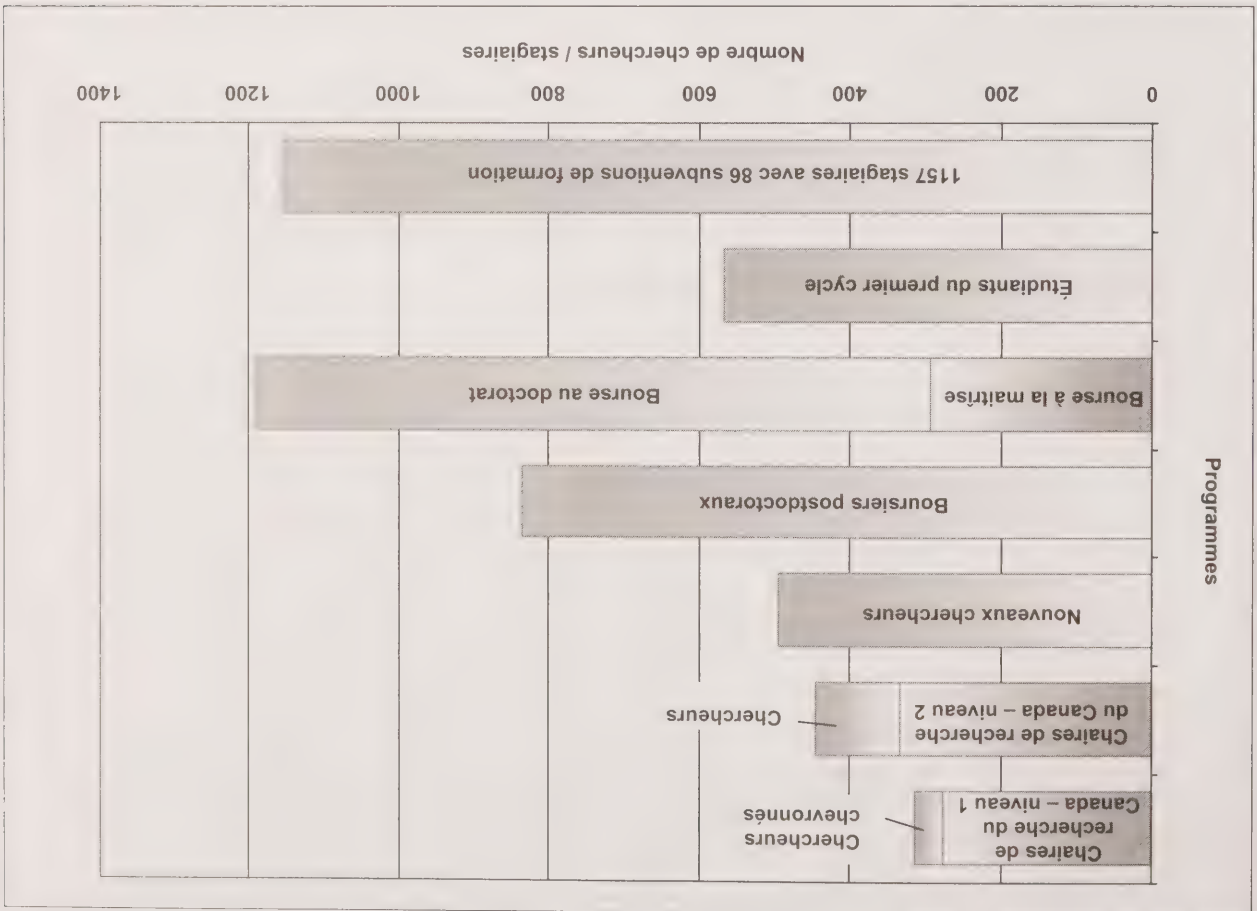 Chaires de
recherche du
Canada – niveau 1
Chercheurs
chevronnés
Chaires de recherche
du Canada – niveau 2
Chercheurs
Nouveaux chercheurs
Boursiers postdoctoraux
Bourse à la maitrîse
Bourse au doctorat
Étudiants du premier cycle
1157 stagiaires avec 86 subventions de formation
Programmes
0 200 400 600 800 1000 1200 1400
Nombre de chercheurs / stagiaires